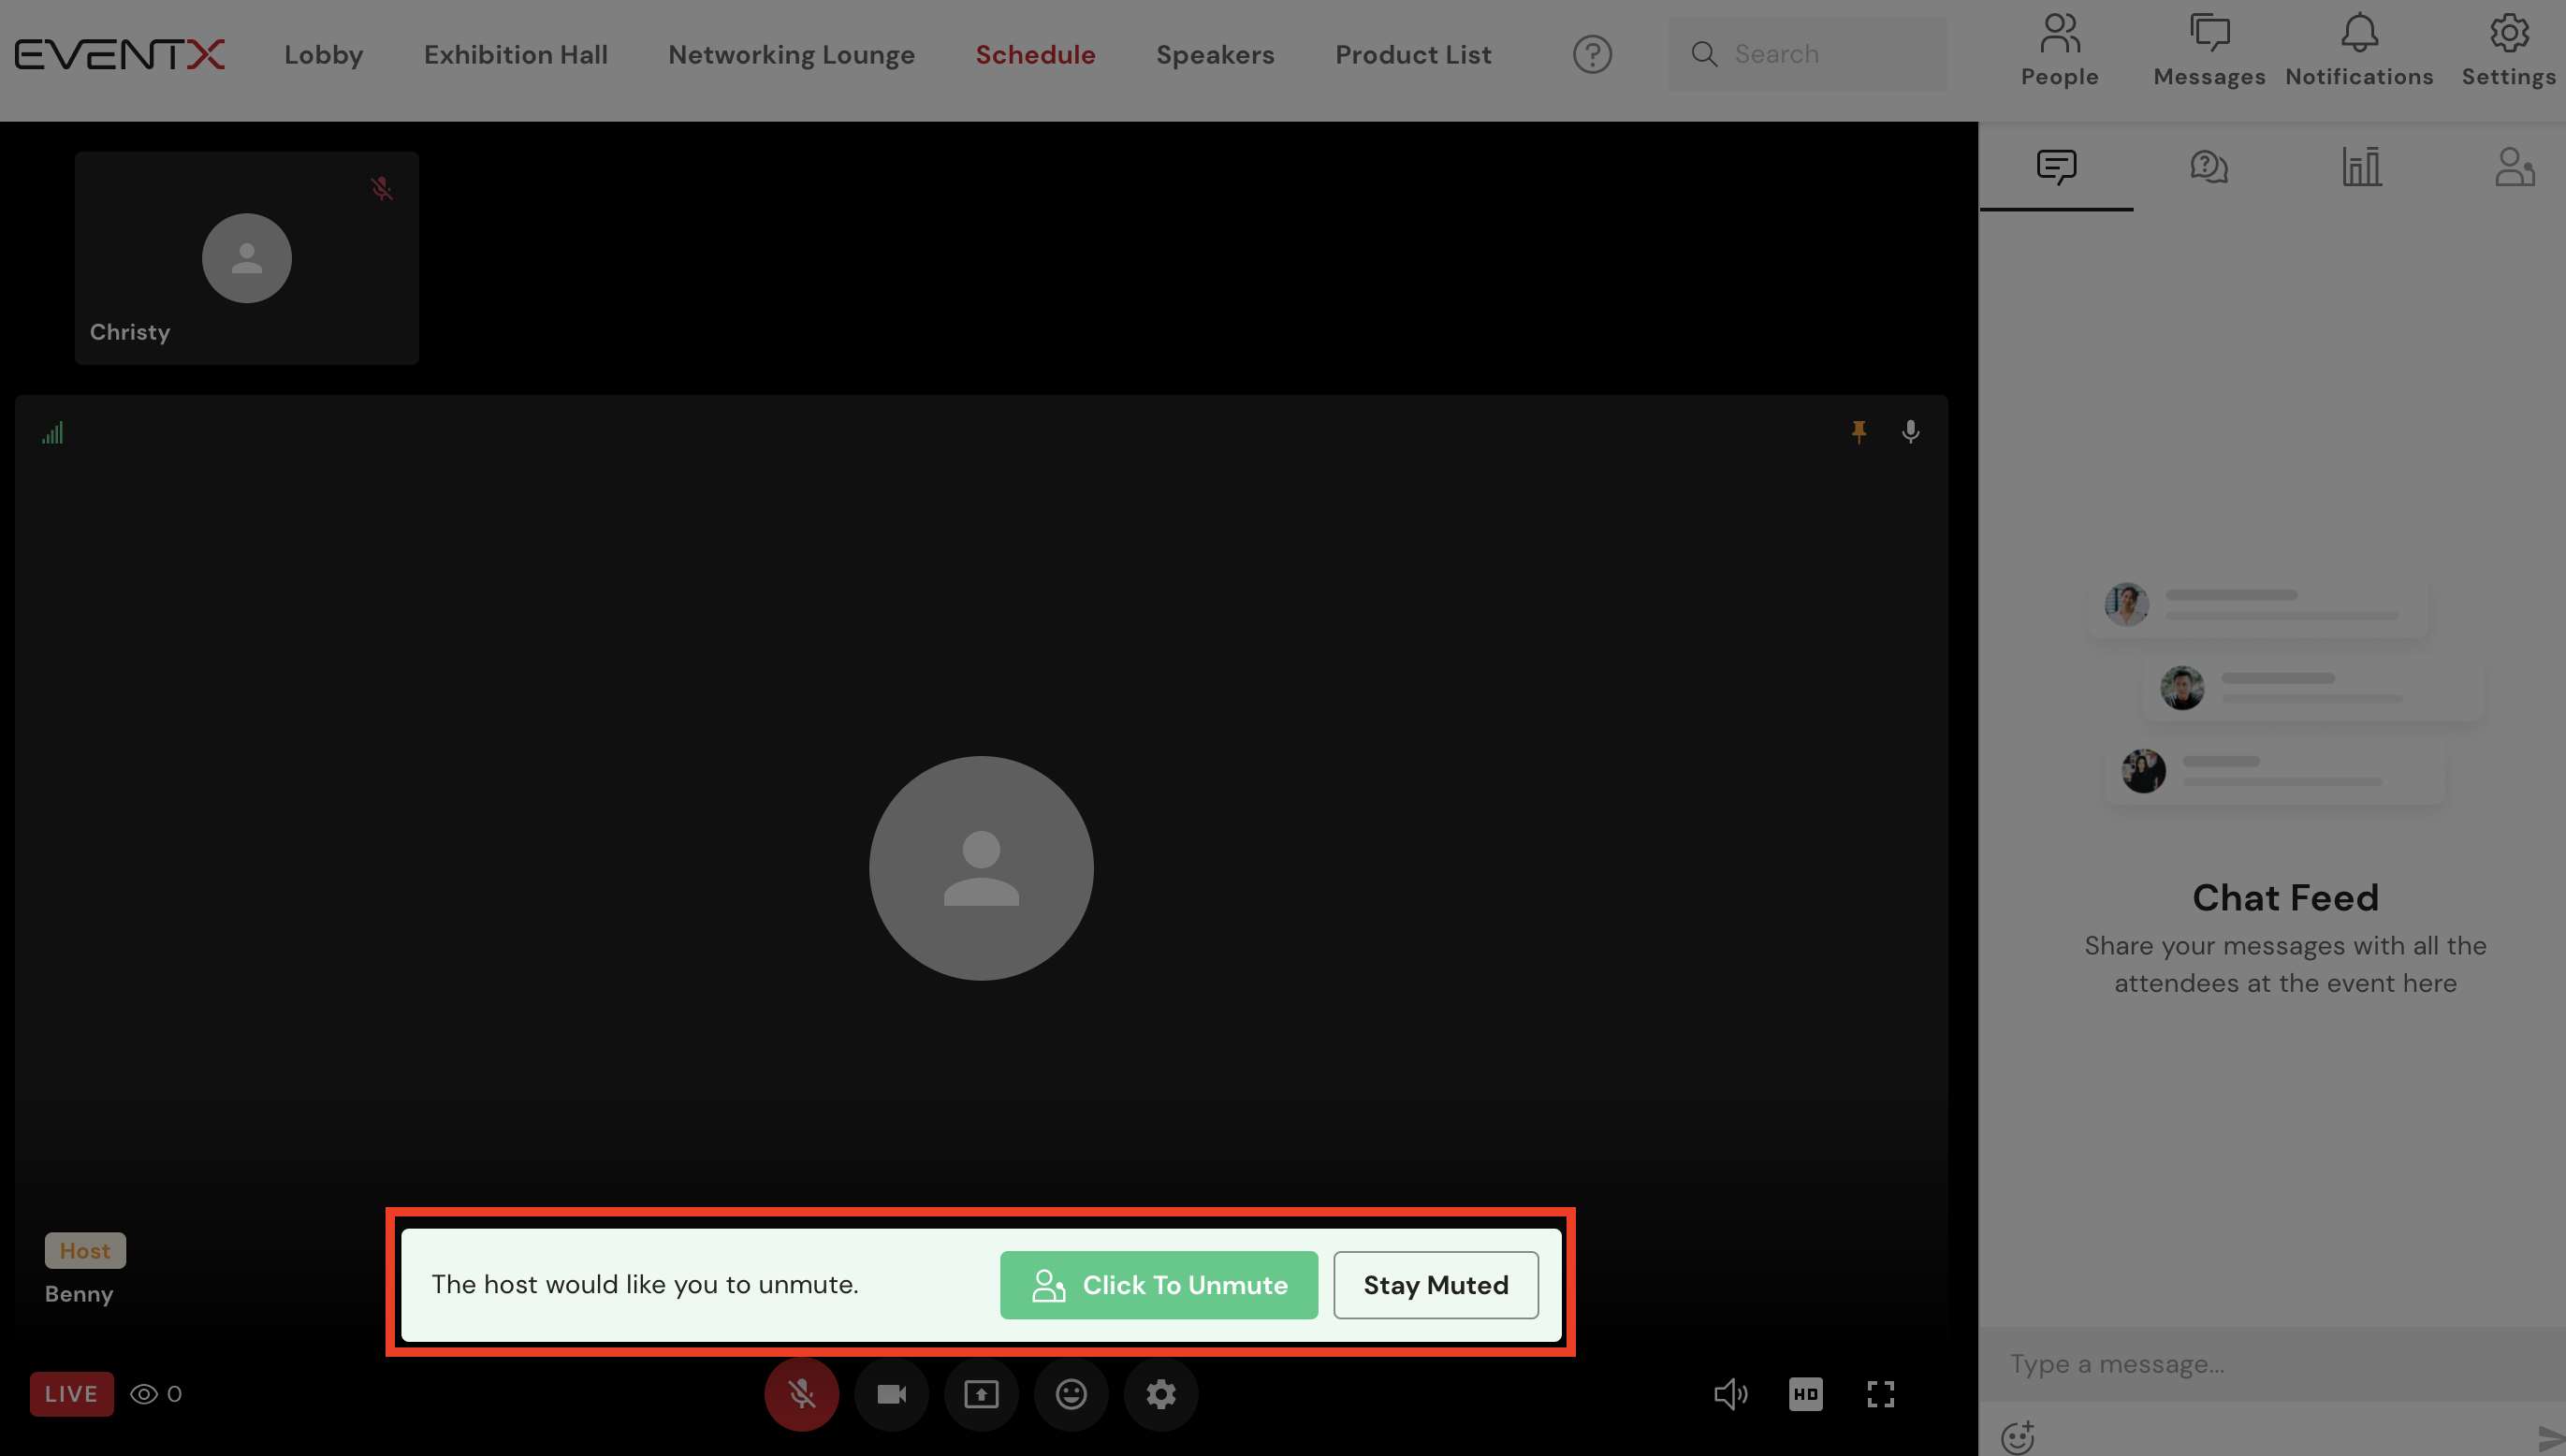 EVENTX
Lobby
Exhibition Hall
Networking Lounge
Schedule
Speakers
Product List
?
Search
People
Messages
Notifications
Settings
Christy
Host
Benny
The host would like you to unmute.
Click To Unmute
Stay Muted
LIVE
0
HD
Chat Feed
Share your messages with all the
attendees at the event here
Type a message...